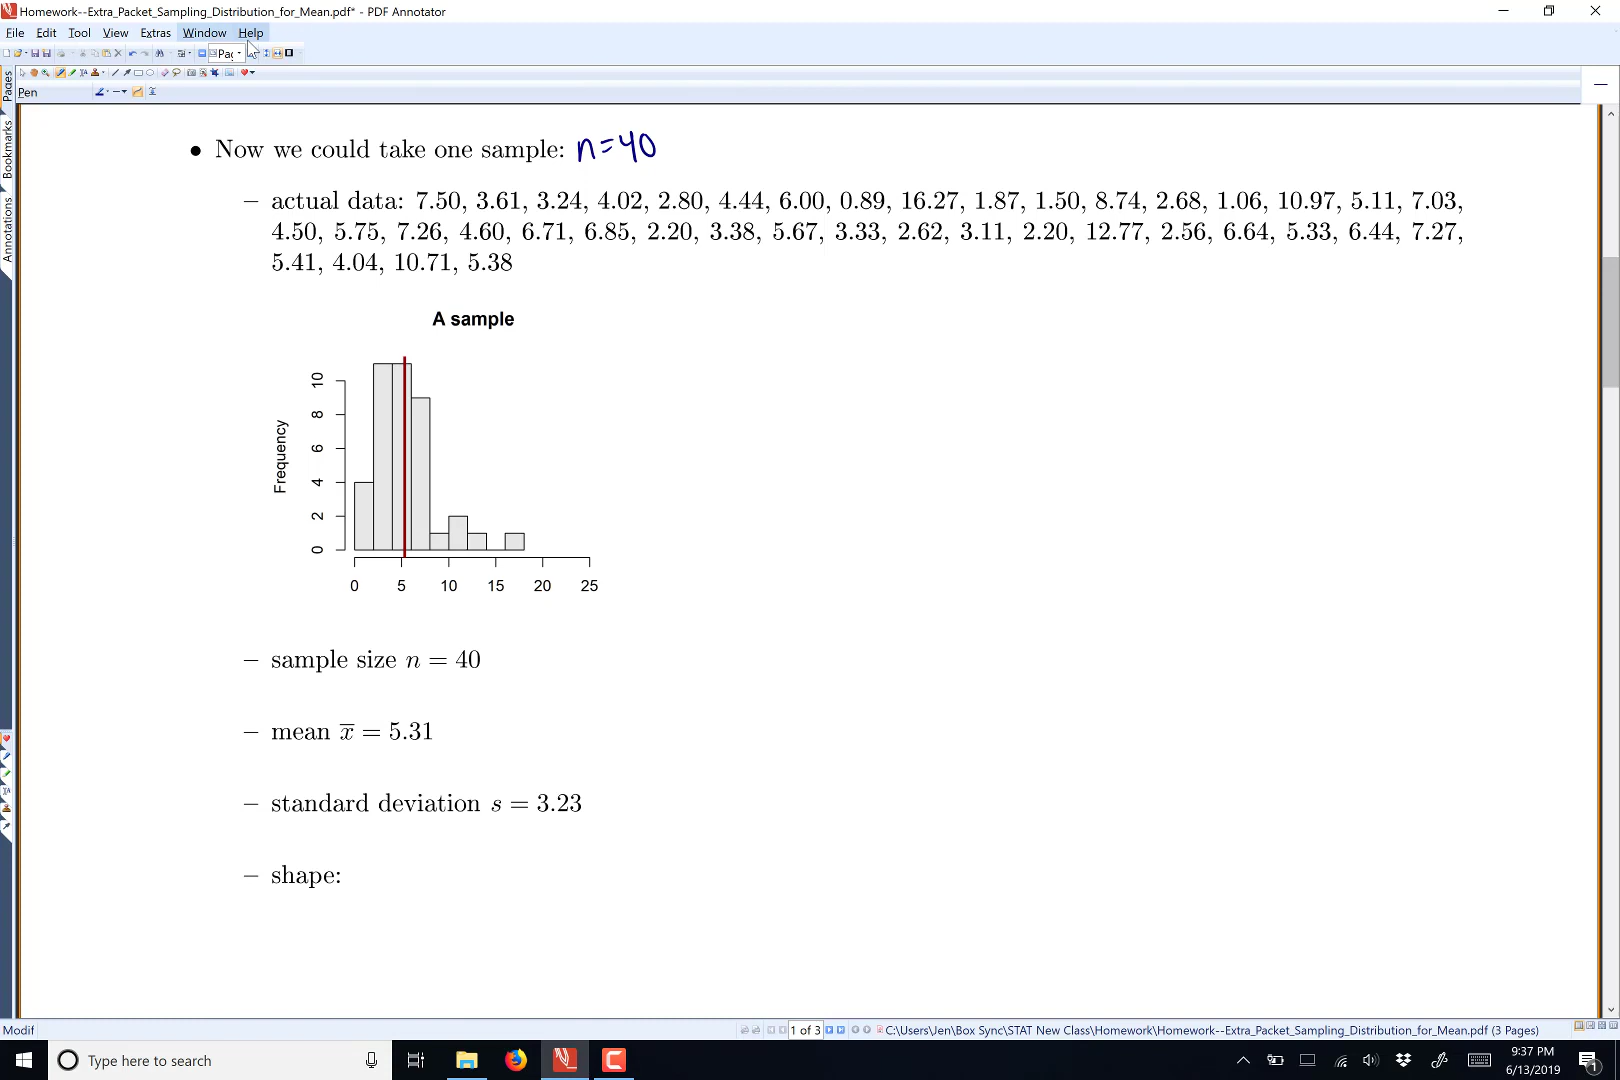 Homework--Extra_Packet_Sampling_Distribution_for_Mean.pdf* - PDF Annotator
File Edit Tool View Extras Window Help
Pen
Pages
Bookmarks
Annotations
• Now we could take one sample: n=40
– actual data: 7.50, 3.61, 3.24, 4.02, 2.80, 4.44, 6.00, 0.89, 16.27, 1.87, 1.50, 8.74, 2.68, 1.06, 10.97, 5.11, 7.03,
4.50, 5.75, 7.26, 4.60, 6.71, 6.85, 2.20, 3.38, 5.67, 3.33, 2.62, 3.11, 2.20, 12.77, 2.56, 6.64, 5.33, 6.44, 7.27,
5.41, 4.04, 10.71, 5.38
A sample
Frequency
10
8
6
4
2
0
0 5 10 15 20 25
– sample size n = 40
– mean x̅ = 5.31
– standard deviation s = 3.23
– shape:
Modif
1 of 3
C:\Users\Jen\Box Sync\STAT New Class\Homework\Homework--Extra_Packet_Sampling_Distribution_for_Mean.pdf (3 Pages)
Type here to search
9:37 PM
6/13/2019
1